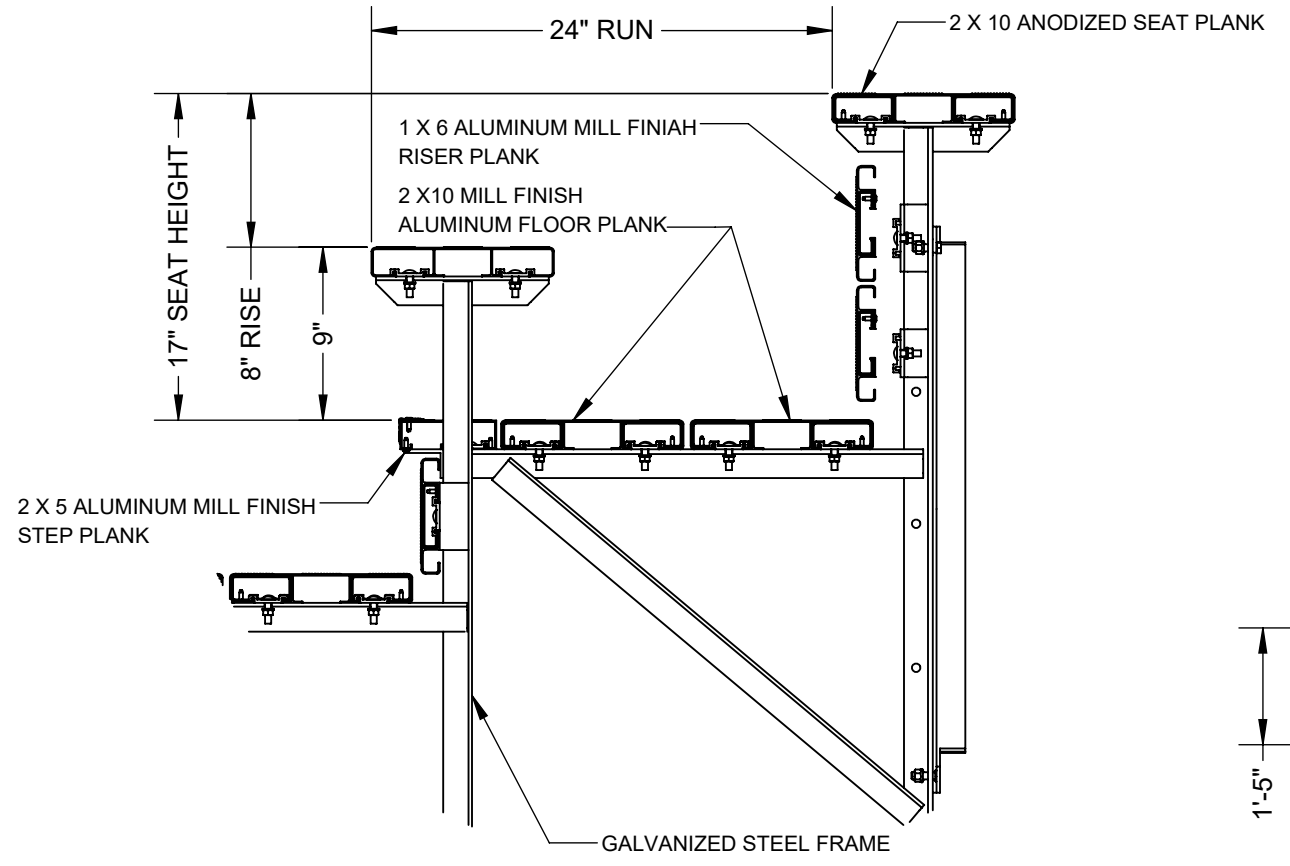 24" RUN
2 X 10 ANODIZED SEAT PLANK
1 X 6 ALUMINUM MILL FINIAH
RISER PLANK
2 X10 MILL FINISH
ALUMINUM FLOOR PLANK
17" SEAT HEIGHT
8" RISE
9"
2 X 5 ALUMINUM MILL FINISH
STEP PLANK
1'-5"
GALVANIZED STEEL FRAME